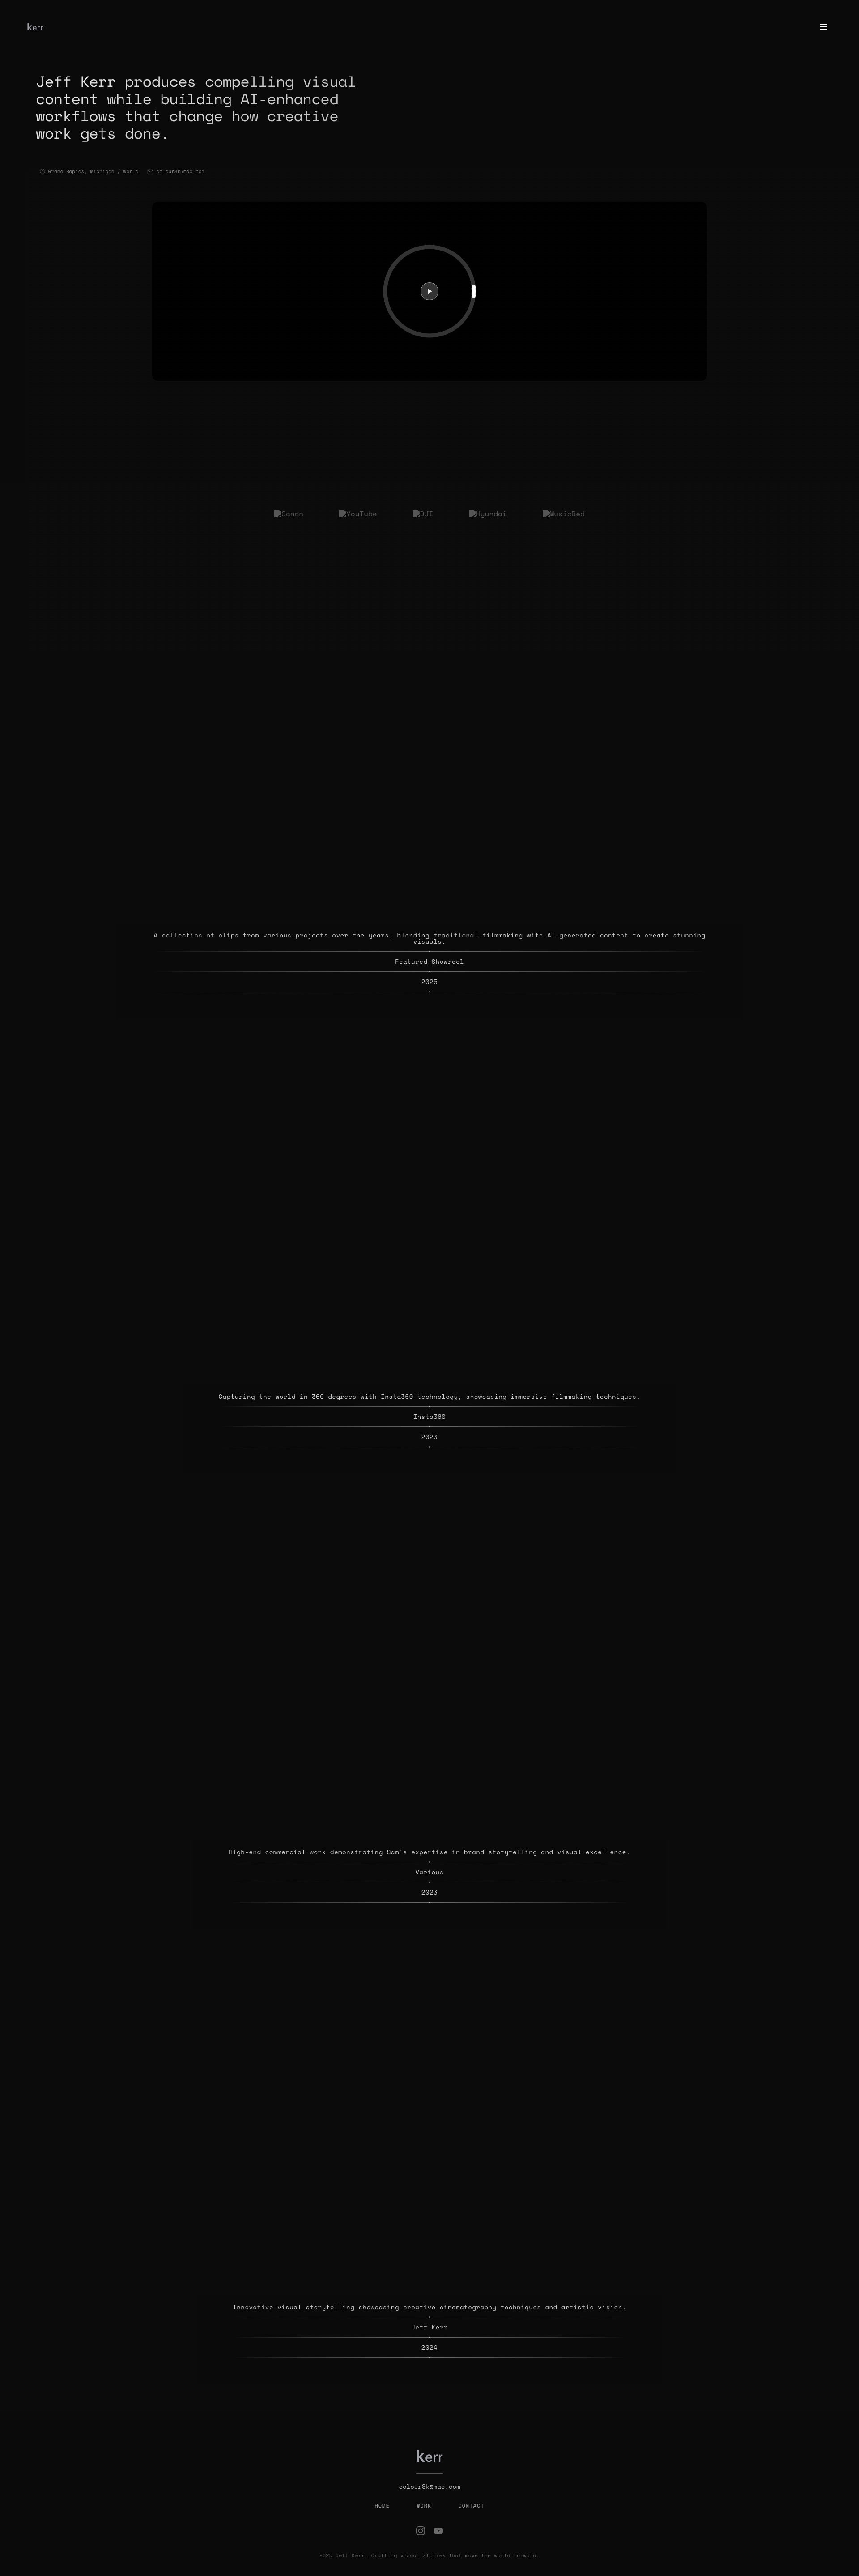 kerr
Jeff Kerr produces compelling visual
content while building AI-enhanced
workflows that change how creative
work gets done.
Grand Rapids, Michigan / World colour8k@mac.com
Canon YouTube DJI Hyundai MusicBed
A collection of clips from various projects over the years, blending traditional filmmaking with AI-generated content to create stunning
visuals.
Featured Showreel
2025
Capturing the world in 360 degrees with Insta360 technology, showcasing immersive filmmaking techniques.
Insta360
2023
High-end commercial work demonstrating Sam's expertise in brand storytelling and visual excellence.
Various
2023
Innovative visual storytelling showcasing creative cinematography techniques and artistic vision.
Jeff Kerr
2024
kerr
colour8k@mac.com
HOME WORK CONTACT
2025 Jeff Kerr. Crafting visual stories that move the world forward.